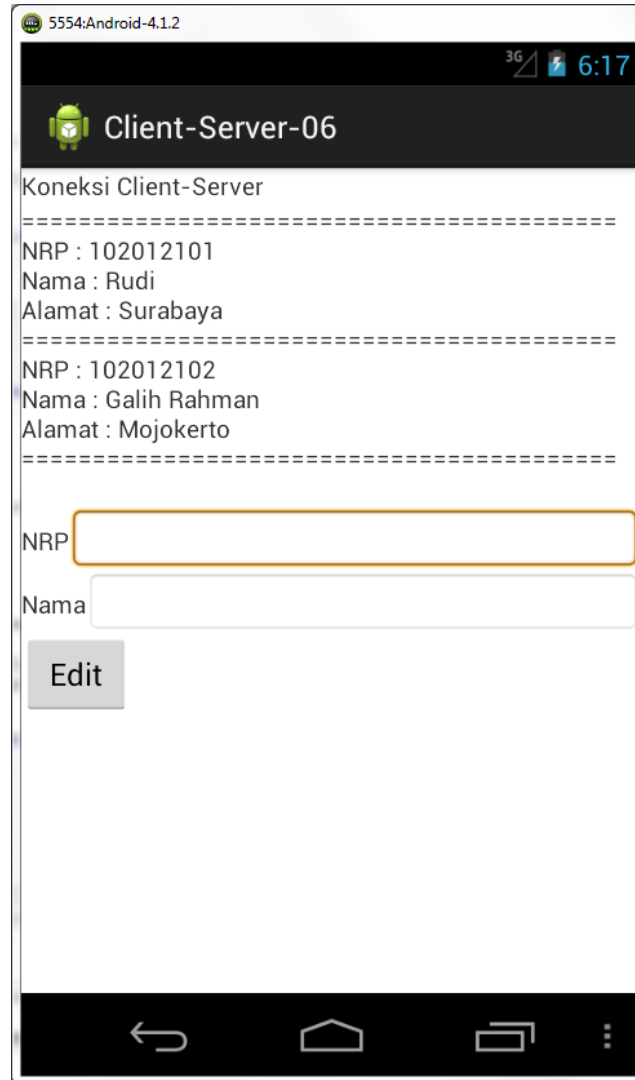 5554:Android-4.1.2
3G 6:17
Client-Server-06
Koneksi Client-Server
==========================================
NRP : 102012101
Nama : Rudi
Alamat : Surabaya
==========================================
NRP : 102012102
Nama : Galih Rahman
Alamat : Mojokerto
==========================================
NRP
Nama
Edit